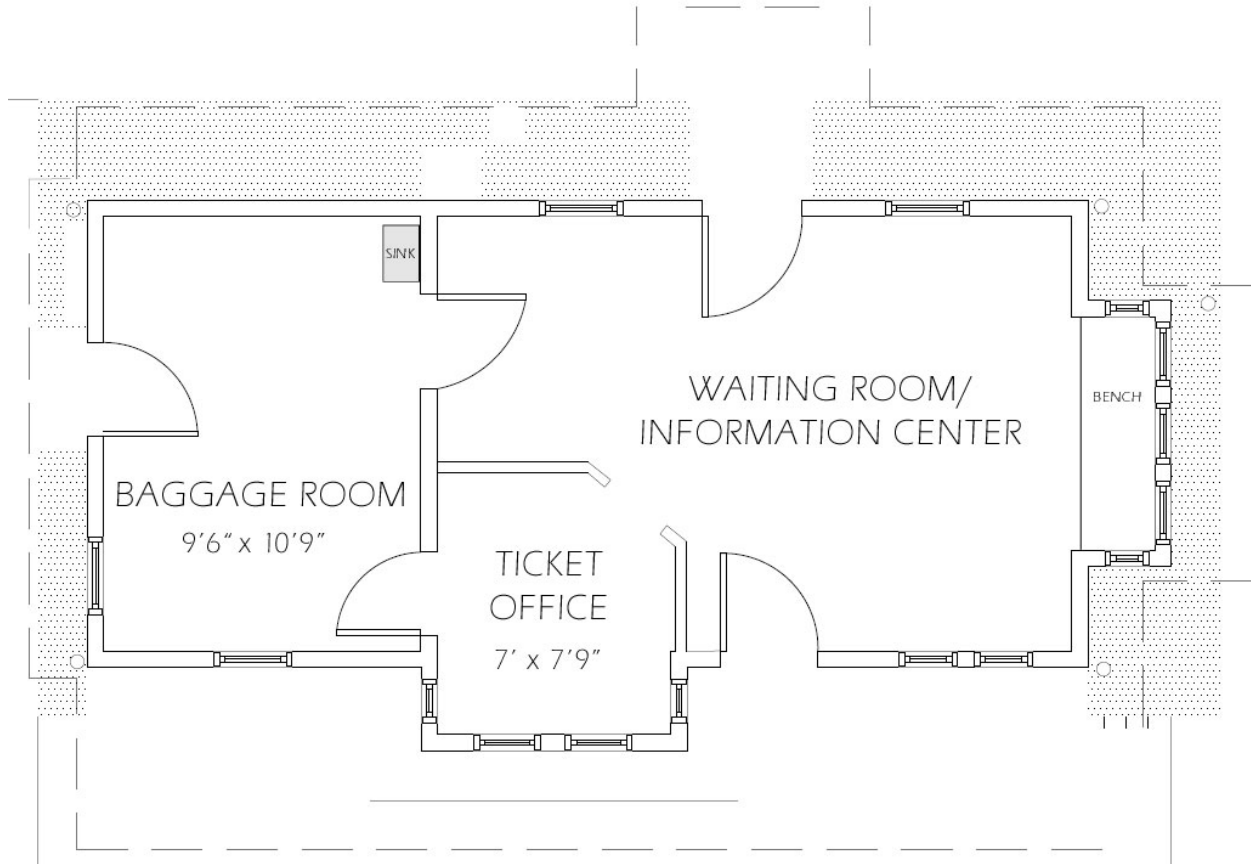 SINK
WAITING ROOM/
INFORMATION CENTER
BENCH
BAGGAGE ROOM
9'6" x 10'9"
TICKET
OFFICE
7' x 7'9"